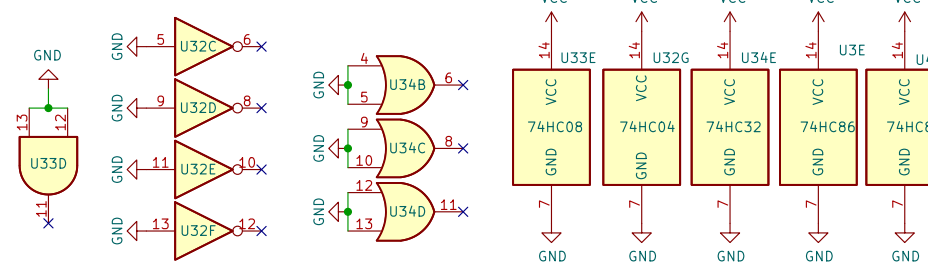 VCC VCC VCC VCC VCC
14 14 14 14 14
U33E U32G U34E U3E
VCC VCC VCC VCC VCC
74HC08 74HC04 74HC32 74HC86
GND GND GND GND GND
7 7 7 7 7
GND GND GND GND GND
GND
13 12
U33D
11
GND 5 U32C 6
GND 9 U32D 8
GND 11 U32E 10
GND 13 U32F 12
4
GND U34B 6
5
9
GND U34C 8
10
12
GND U34D 11
13